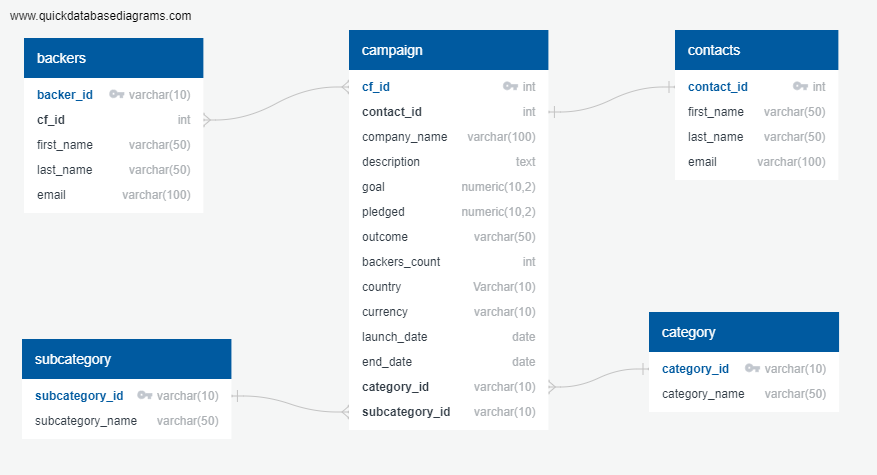 www.quickdatabasediagrams.com
backers
backer_id varchar(10)
cf_id int
first_name varchar(50)
last_name varchar(50)
email varchar(100)
campaign
cf_id int
contact_id int
company_name varchar(100)
description text
goal numeric(10,2)
pledged numeric(10,2)
outcome varchar(50)
backers_count int
country Varchar(10)
currency varchar(10)
launch_date date
end_date date
category_id varchar(10)
subcategory_id varchar(10)
contacts
contact_id int
first_name varchar(50)
last_name varchar(50)
email varchar(100)
subcategory
subcategory_id varchar(10)
subcategory_name varchar(50)
category
category_id varchar(10)
category_name varchar(50)